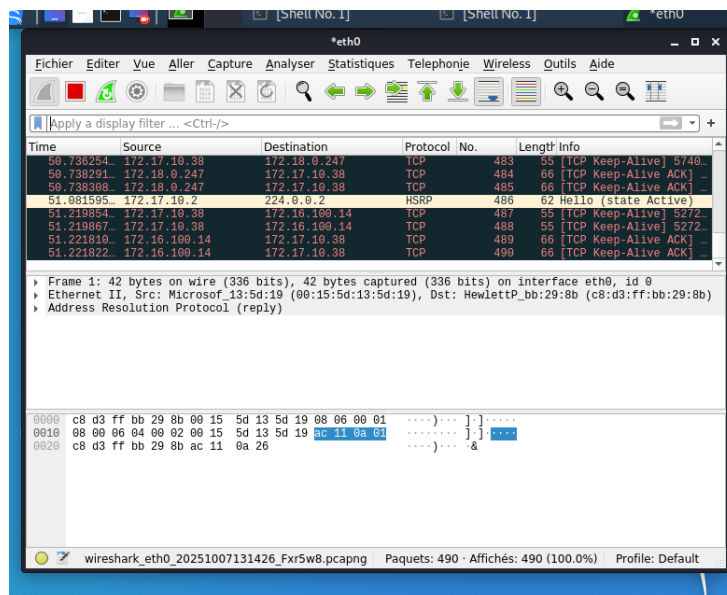 [Shell No. 1] [Shell No. 1] *eth0
*eth0
Fichier Editer Vue Aller Capture Analyser Statistiques Telephonie Wireless Outils Aide
Apply a display filter ... <Ctrl-/>
Time Source Destination Protocol No. Length Info
50.736254… 172.17.10.38 172.18.0.247 TCP 483 55 [TCP Keep-Alive] 5740…
50.738291… 172.18.0.247 172.17.10.38 TCP 484 66 [TCP Keep-Alive ACK] …
50.738308… 172.18.0.247 172.17.10.38 TCP 485 66 [TCP Keep-Alive ACK] …
51.081595… 172.17.10.2 224.0.0.2 HSRP 486 62 Hello (state Active)
51.219854… 172.17.10.38 172.16.100.14 TCP 487 55 [TCP Keep-Alive] 5272…
51.219867… 172.17.10.38 172.16.100.14 TCP 488 55 [TCP Keep-Alive] 5272…
51.221810… 172.16.100.14 172.17.10.38 TCP 489 66 [TCP Keep-Alive ACK] …
51.221822… 172.16.100.14 172.17.10.38 TCP 490 66 [TCP Keep-Alive ACK] …
Frame 1: 42 bytes on wire (336 bits), 42 bytes captured (336 bits) on interface eth0, id 0
Ethernet II, Src: Microsof_13:5d:19 (00:15:5d:13:5d:19), Dst: HewlettP_bb:29:8b (c8:d3:ff:bb:29:8b)
Address Resolution Protocol (reply)
0000 c8 d3 ff bb 29 8b 00 15 5d 13 5d 19 08 06 00 01 ····)··· ]·]·····
0010 08 00 06 04 00 02 00 15 5d 13 5d 19 ac 11 0a 01 ········ ]·]·····
0020 c8 d3 ff bb 29 8b ac 11 0a 26 ····)··· ·&
wireshark_eth0_20251007131426_Fxr5w8.pcapng Paquets: 490 · Affichés: 490 (100.0%) Profile: Default